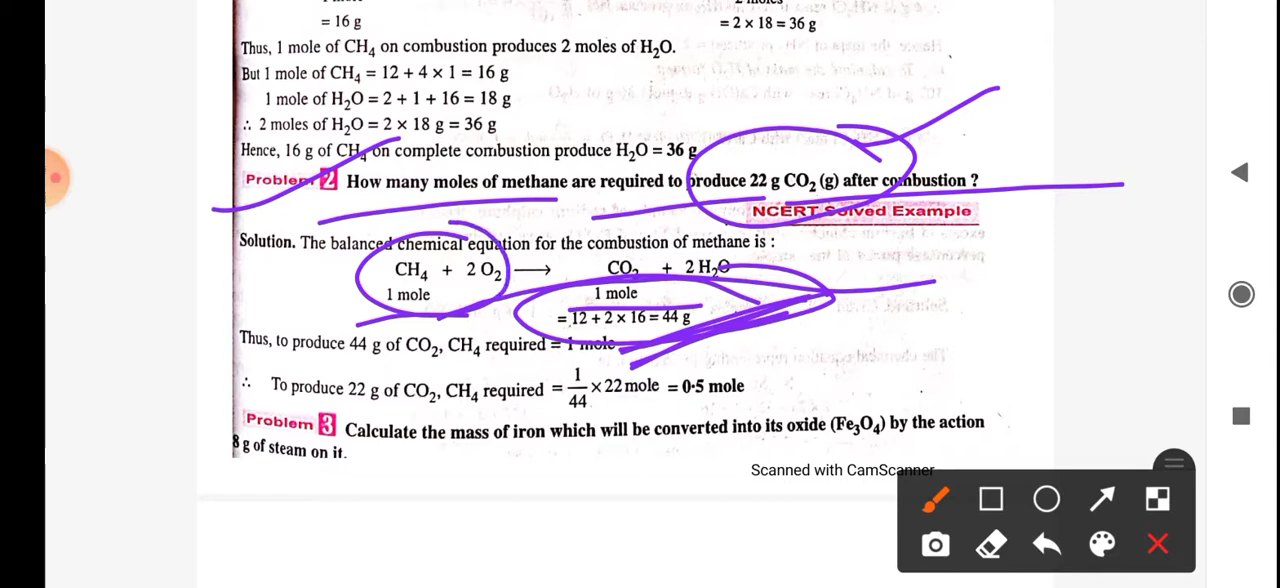 = 16 g
= 2 × 18 = 36 g
Thus, 1 mole of CH₄ on combustion produces 2 moles of H₂O.
But 1 mole of CH₄ = 12 + 4 × 1 = 16 g
1 mole of H₂O = 2 + 1 + 16 = 18 g
∴ 2 moles of H₂O = 2 × 18 g = 36 g
Hence, 16 g of CH₄ on complete combustion produce H₂O = 36 g
Problem 2 How many moles of methane are required to produce 22 g CO₂ (g) after combustion ?
NCERT Solved Example
Solution. The balanced chemical equation for the combustion of methane is :
CH₄ + 2 O₂ ⟶ CO₂ + 2 H₂O
1 mole 1 mole
= 12 + 2 × 16 = 44 g
Thus, to produce 44 g of CO₂, CH₄ required = 1 mole
∴ To produce 22 g of CO₂, CH₄ required = 1/44 × 22 mole = 0·5 mole
Problem 3 Calculate the mass of iron which will be converted into its oxide (Fe₃O₄) by the action
8 g of steam on it.
Scanned with CamScanner